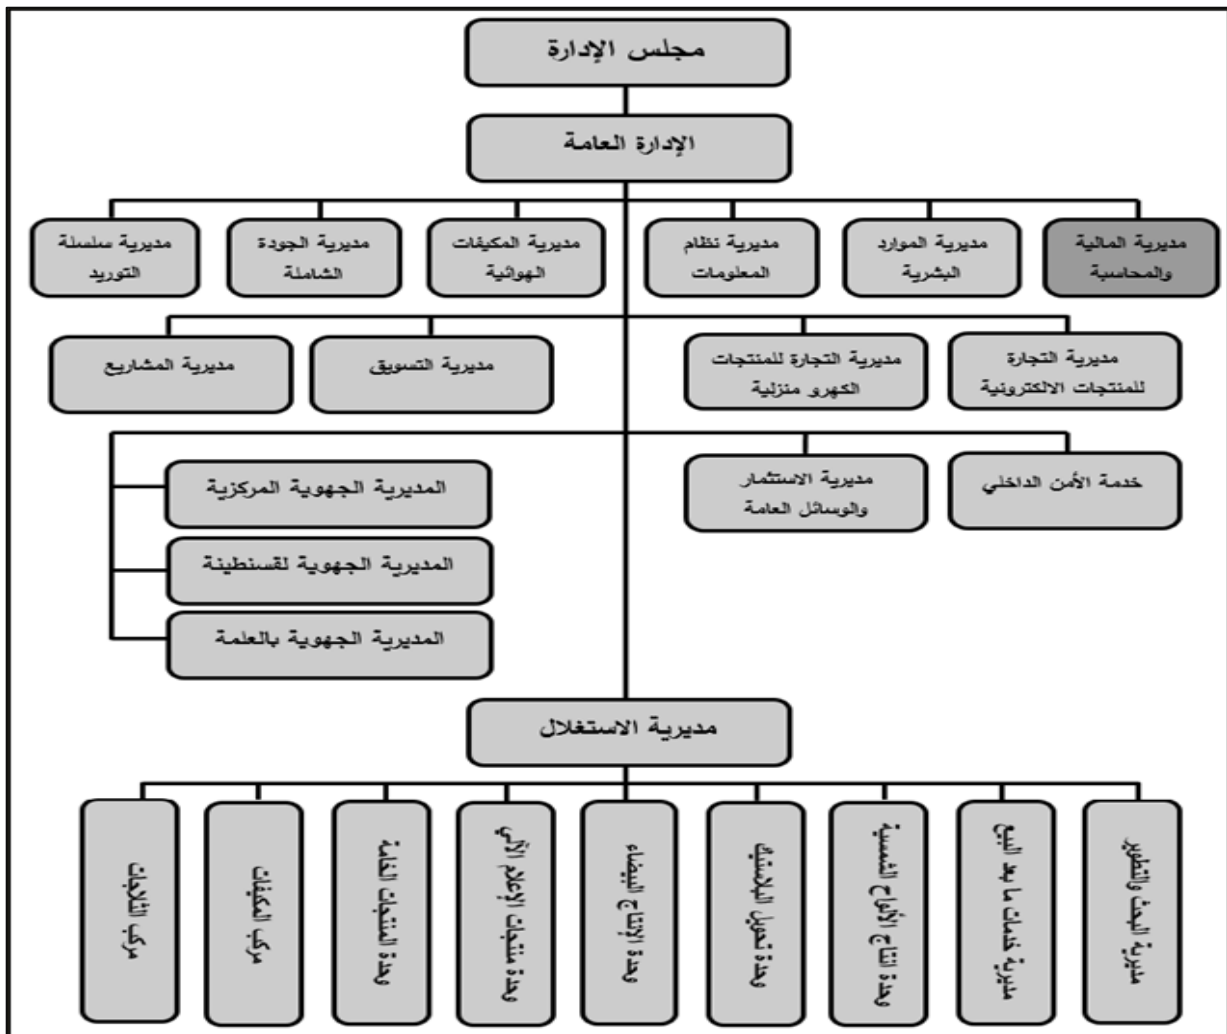 مجلس الإدارة
الإدارة العامة
مديرية المالية
والمحاسبة
مديرية الموارد
البشرية
مديرية نظام
المعلومات
مديرية المكيفات
الهوائية
مديرية الجودة
الشاملة
مديرية سلسلة
التوريد
مديرية التجارة
للمنتجات الالكترونية
مديرية التجارة للمنتجات
الكهرو منزلية
مديرية التسويق
مديرية المشاريع
خدمة الأمن الداخلي
مديرية الاستثمار
والوسائل العامة
المديرية الجهوية المركزية
المديرية الجهوية لقسنطينة
المديرية الجهوية بالعلمة
مديرية الاستغلال
مديرية البحث والتطوير
مديرية خدمات ما بعد البيع
وحدة انتاج الألواح الشمسية
وحدة تحويل البلاستيك
وحدة الإنتاج البيضاء
وحدة منتجات الإعلام الآلي
وحدة المنتجات الخامة
مركب المكيفات
مركب الثلاجات